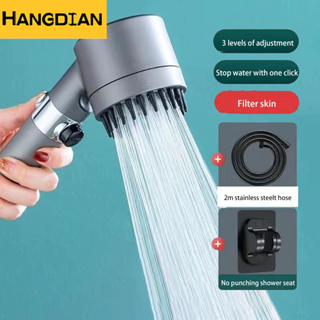 HANGDIAN
3 levels of adjustment
Stop water with one click
Filter skin
+
2m stainless steelt hose
+
No punching shower seat